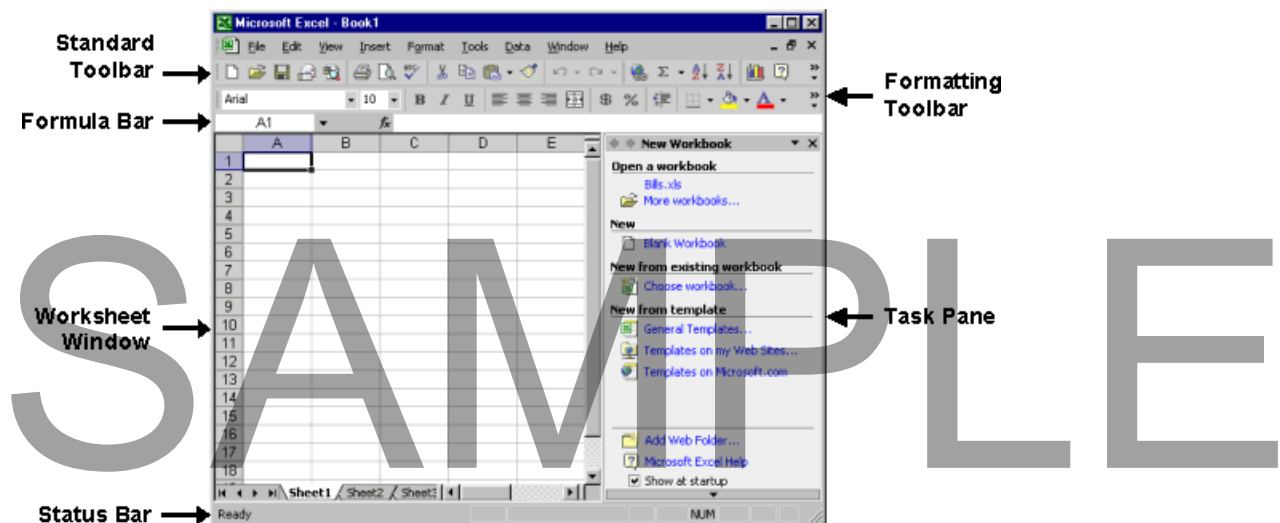 Microsoft Excel - Book1
File Edit View Insert Format Tools Data Window Help
Standard
Toolbar
Formatting
Toolbar
Arial 10 B I U $ %
Formula Bar
A1 fx
A B C D E
New Workbook
1
2
3
4
5
6
7
8
9
10
11
12
13
14
15
16
17
18
Open a workbook
Bills.xls
More workbooks...
New
Blank Workbook
New from existing workbook
Choose workbook...
New from template
General Templates...
Templates on my Web Sites...
Templates on Microsoft.com
Add Web Folder...
Microsoft Excel Help
Show at startup
Worksheet
Window
Task Pane
SAMPLE
Sheet1 Sheet2 Sheet3
Status Bar
Ready NUM